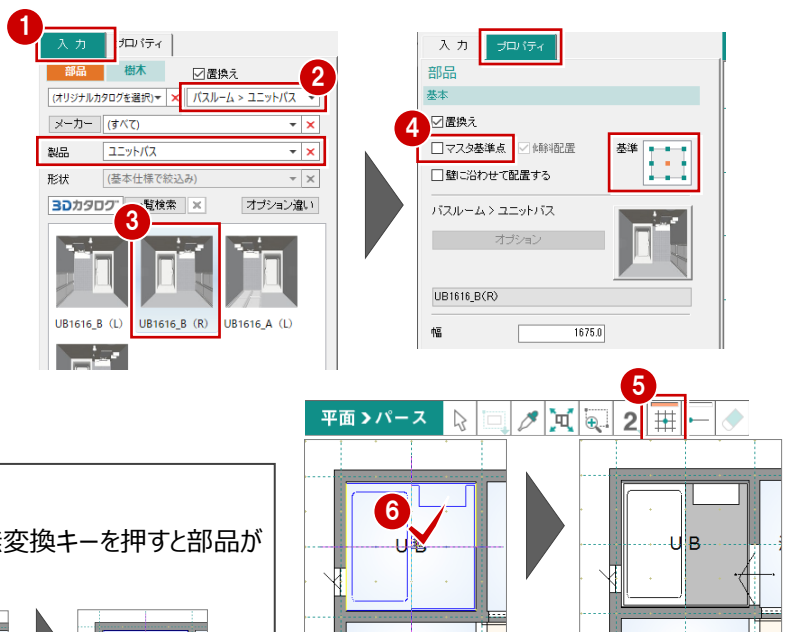 1
入 力 プロパティ
部品 樹木 ☑置換え
2
(オリジナルカタログを選択) × バスルーム > ユニットバス
メーカー (すべて) ×
製品 ユニットバス ×
形状 (基本仕様で絞込み) ×
3Dカタログ 覧検索 × オプション違い
3
UB1616_B (L) UB1616_B (R) UB1616_A (L)
入 力 プロパティ
部品
基本
☑置換え
4
□マスタ基準点 ☑傾斜配置 基準
□壁に沿わせて配置する
バスルーム > ユニットバス
オプション
UB1616_B(R)
幅 1675.0
5
平面 > パース 2
6
UB
UB
変換キーを押すと部品が